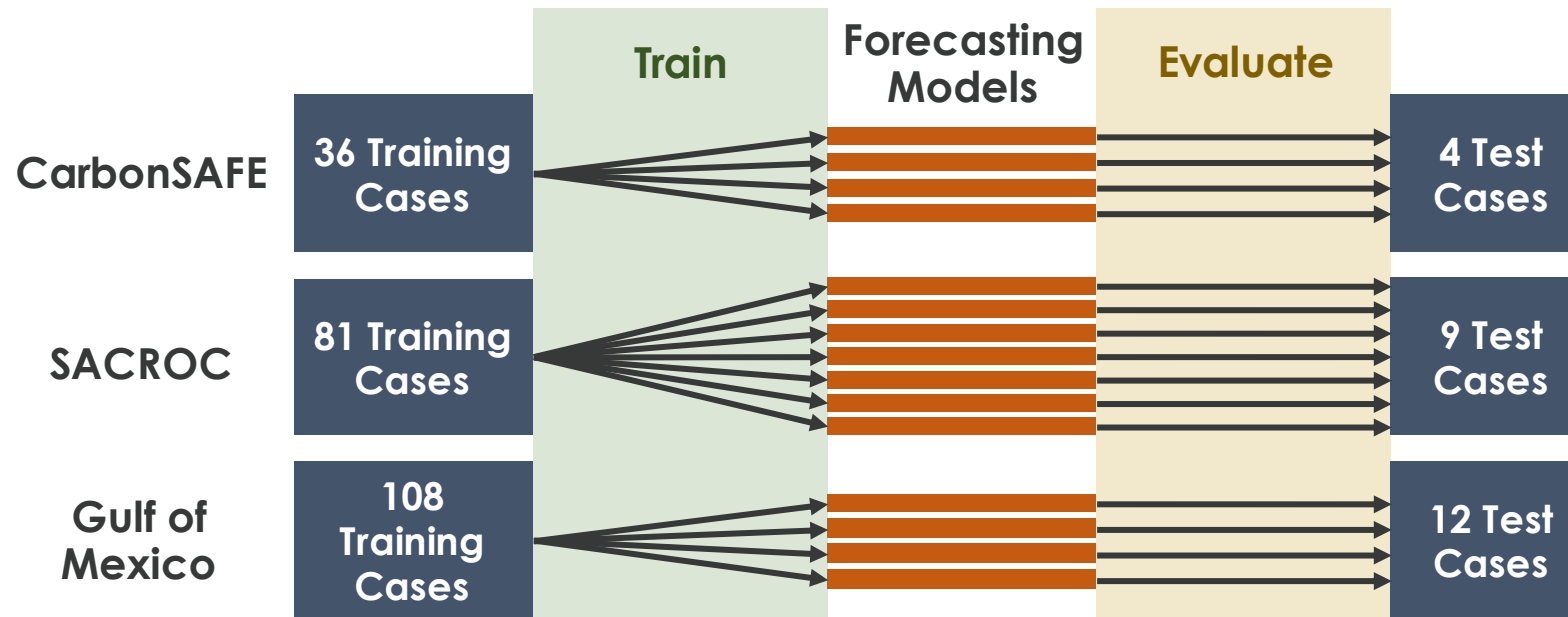 Train
Forecasting
Models
Evaluate
CarbonSAFE
36 Training
Cases
4 Test
Cases
SACROC
81 Training
Cases
9 Test
Cases
Gulf of
Mexico
108
Training
Cases
12 Test
Cases